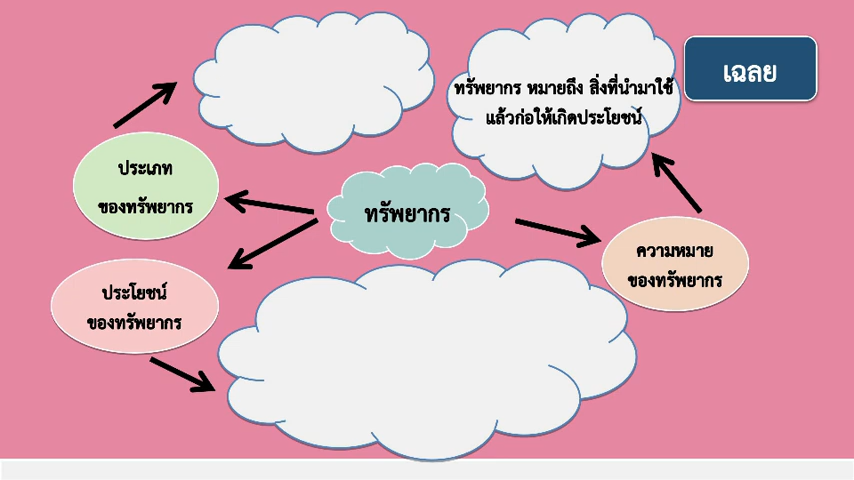 เฉลย
ทรัพยากร หมายถึง สิ่งที่นำมาใช้
แล้วก่อให้เกิดประโยชน์
ประเภท
ของทรัพยากร
ทรัพยากร
ความหมาย
ของทรัพยากร
ประโยชน์
ของทรัพยากร